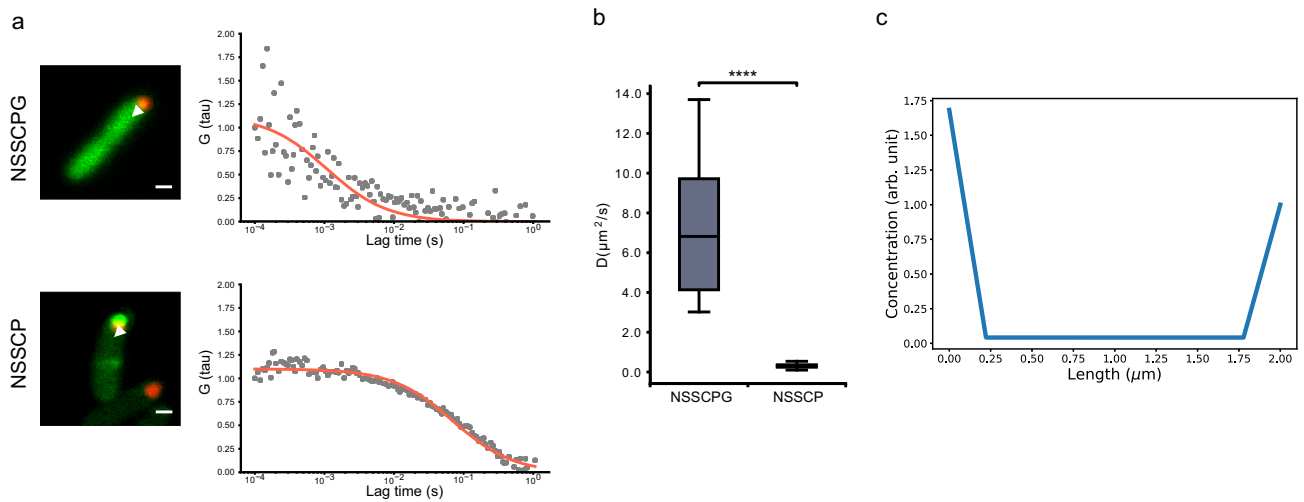 a
NSSCPG
G (tau)
2.00
1.75
1.50
1.25
1.00
0.75
0.50
0.25
0.00
10⁻⁴ 10⁻³ 10⁻² 10⁻¹ 10⁰
Lag time (s)
NSSCP
G (tau)
2.00
1.75
1.50
1.25
1.00
0.75
0.50
0.25
0.00
10⁻⁴ 10⁻³ 10⁻² 10⁻¹ 10⁰
Lag time (s)
b
****
D(μm²/s)
14.0
12.0
10.0
8.0
6.0
4.0
2.0
0.0
NSSCPG NSSCP
c
Concentration (arb. unit)
1.75
1.50
1.25
1.00
0.75
0.50
0.25
0.00
0.00 0.25 0.50 0.75 1.00 1.25 1.50 1.75 2.00
Length (μm)